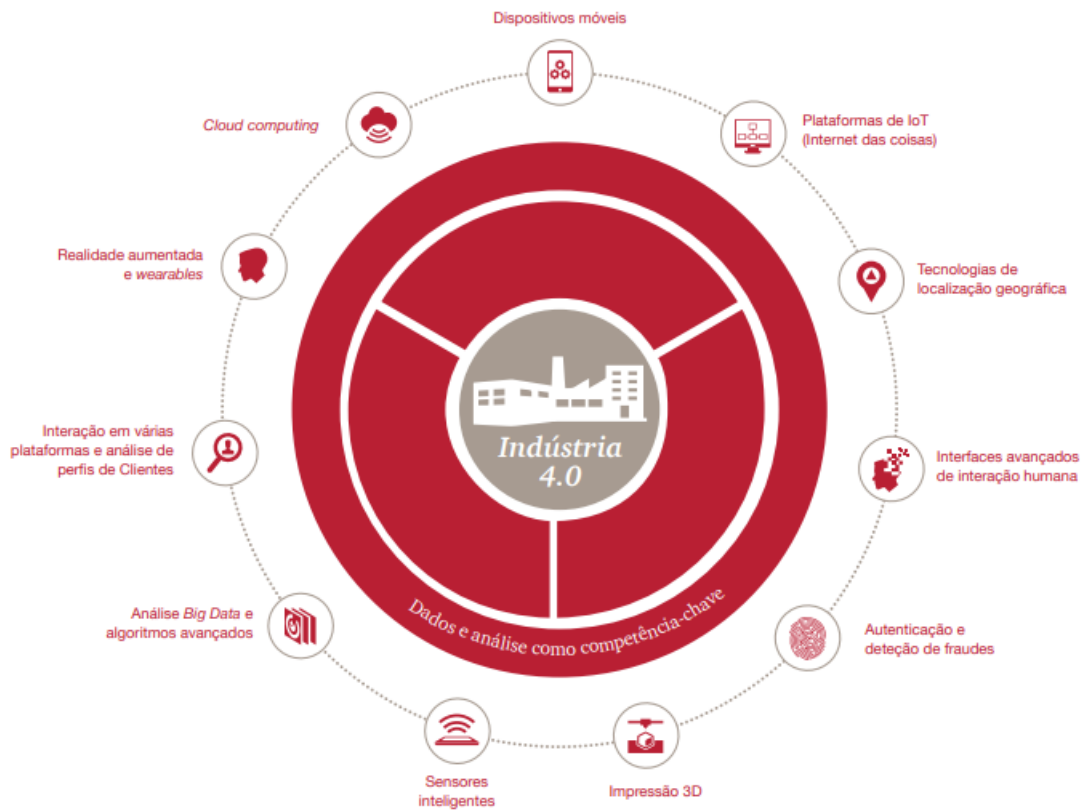 Dispositivos móveis
Cloud computing
Plataformas de IoT
(Internet das coisas)
Realidade aumentada
e wearables
Tecnologias de
localização geográfica
Indústria
4.0
Interação em várias
plataformas e análise de
perfis de Clientes
Interfaces avançados
de interação humana
Análise Big Data e
algoritmos avançados
Dados e análise como competência-chave
Autenticação e
deteção de fraudes
Sensores
inteligentes
Impressão 3D